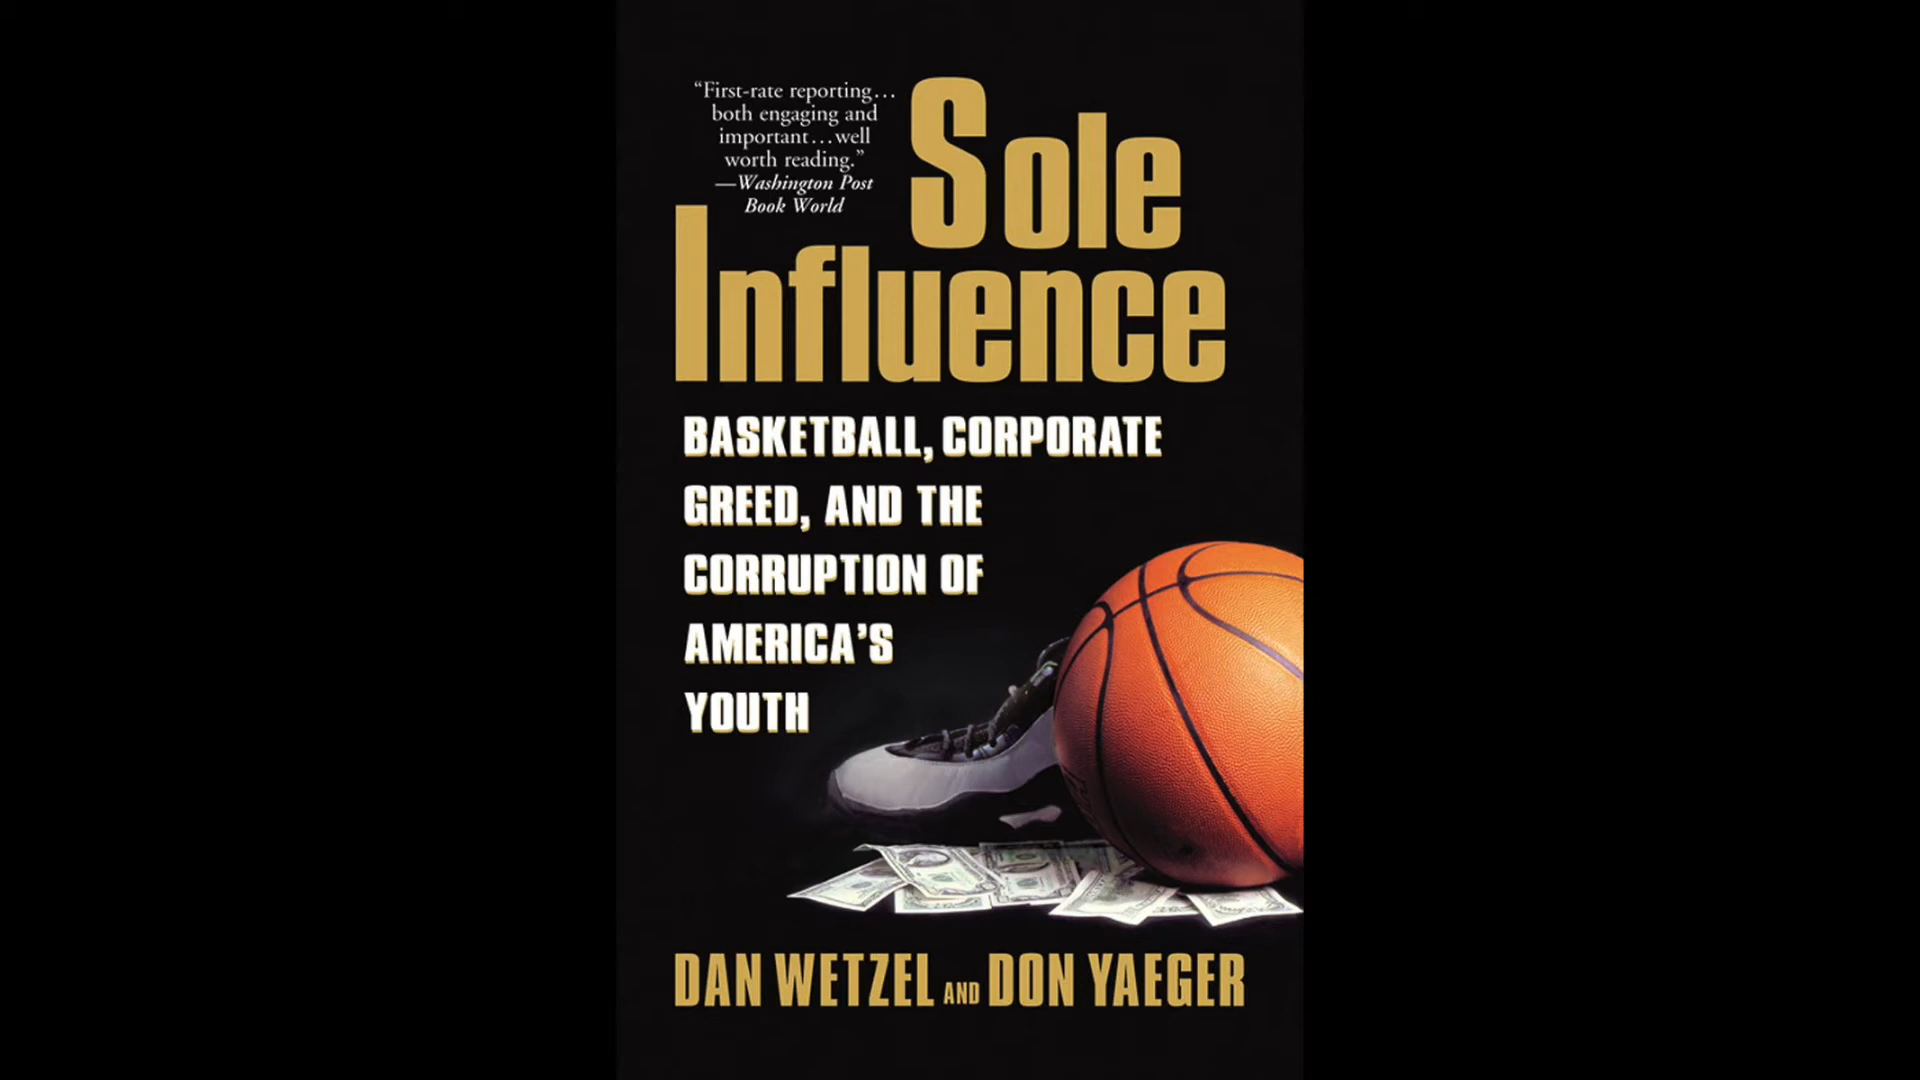 “First-rate reporting…
both engaging and
important…well
worth reading.”
—Washington Post
Book World
Sole
Influence
BASKETBALL, CORPORATE
GREED, AND THE
CORRUPTION OF
AMERICA’S
YOUTH
DAN WETZEL AND DON YAEGER